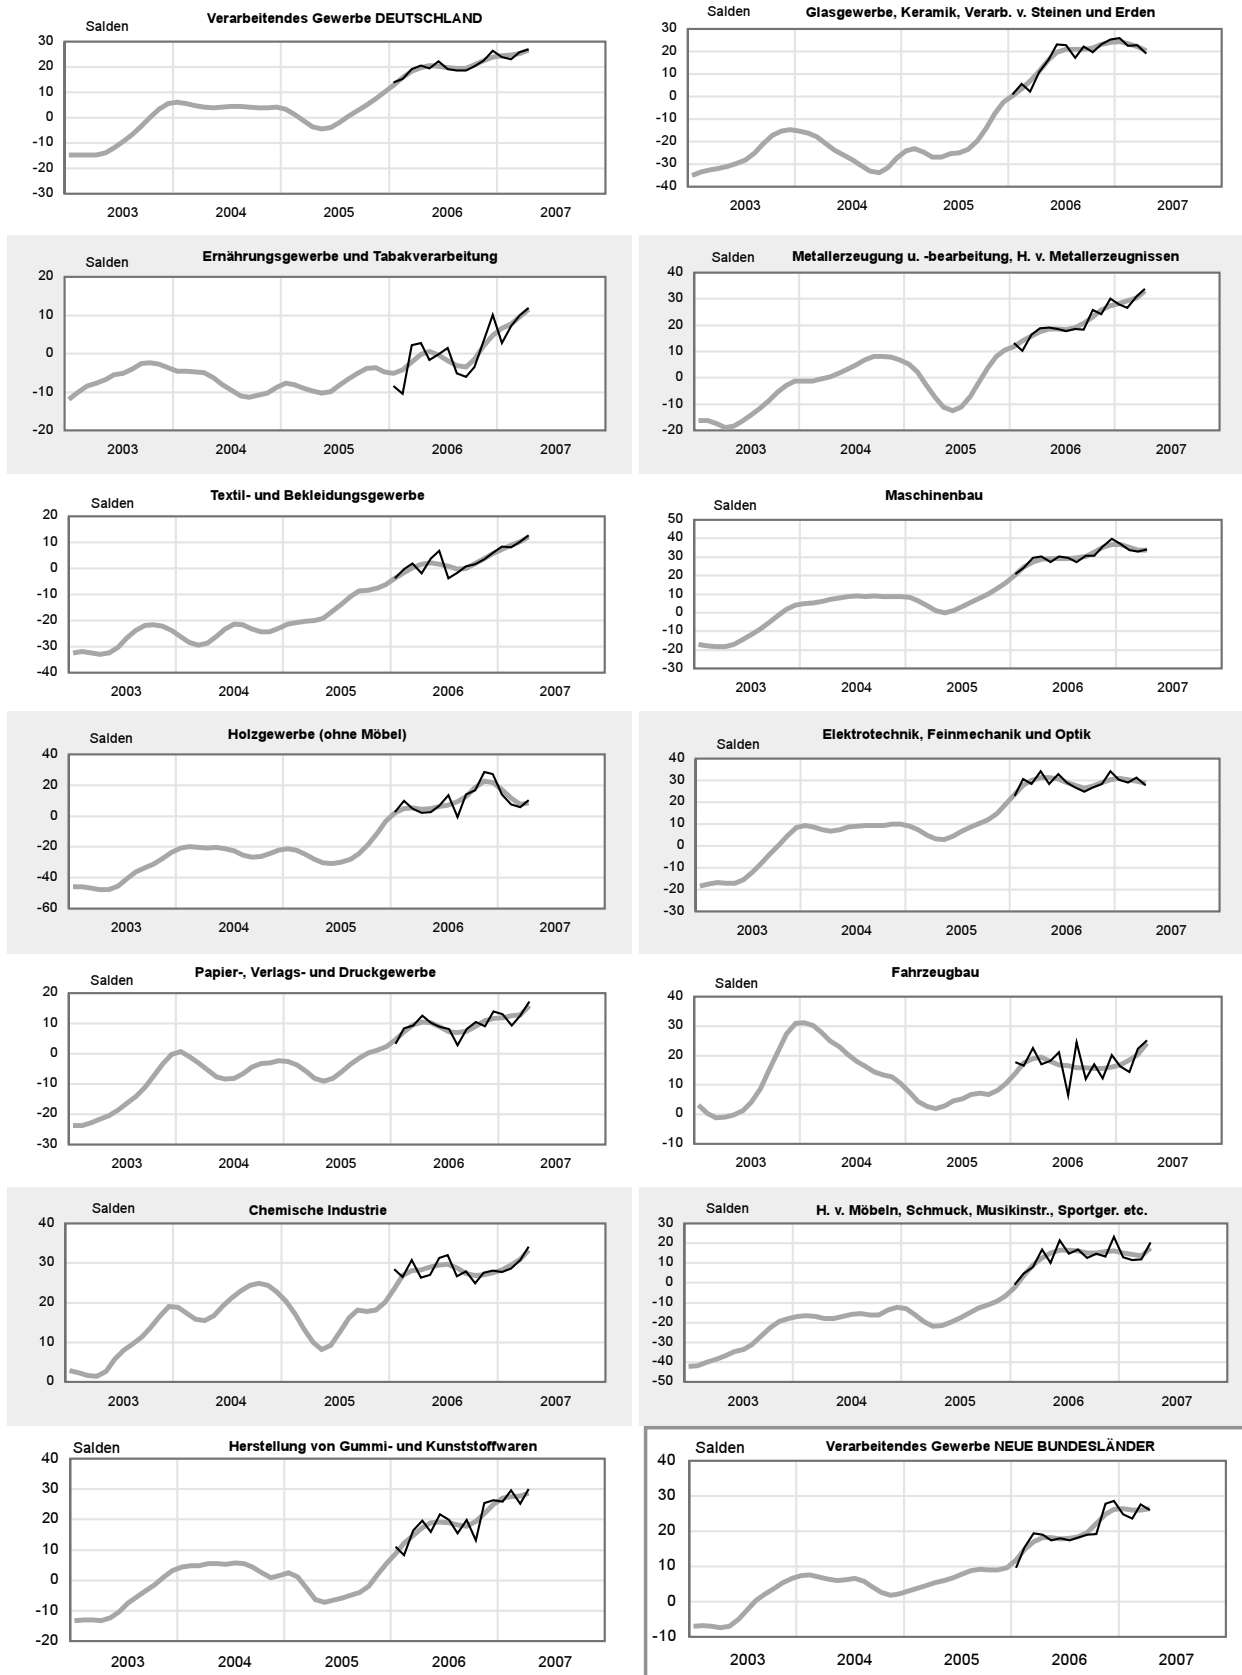 Verarbeitendes Gewerbe DEUTSCHLAND
Salden
30
20
10
0
-10
-20
-30
2003 2004 2005 2006 2007
Glasgewerbe, Keramik, Verarb. v. Steinen und Erden
Salden
30
20
10
0
-10
-20
-30
-40
2003 2004 2005 2006 2007
Ernährungsgewerbe und Tabakverarbeitung
Salden
20
10
0
-10
-20
2003 2004 2005 2006 2007
Metallerzeugung u. -bearbeitung, H. v. Metallerzeugnissen
Salden
40
30
20
10
0
-10
-20
2003 2004 2005 2006 2007
Textil- und Bekleidungsgewerbe
Salden
20
10
0
-10
-20
-30
-40
2003 2004 2005 2006 2007
Maschinenbau
Salden
50
40
30
20
10
0
-10
-20
-30
2003 2004 2005 2006 2007
Holzgewerbe (ohne Möbel)
Salden
40
20
0
-20
-40
-60
2003 2004 2005 2006 2007
Elektrotechnik, Feinmechanik und Optik
Salden
40
30
20
10
0
-10
-20
-30
2003 2004 2005 2006 2007
Papier-, Verlags- und Druckgewerbe
Salden
20
10
0
-10
-20
-30
2003 2004 2005 2006 2007
Fahrzeugbau
Salden
40
30
20
10
0
-10
2003 2004 2005 2006 2007
Chemische Industrie
Salden
40
30
20
10
0
2003 2004 2005 2006 2007
H. v. Möbeln, Schmuck, Musikinstr., Sportger. etc.
Salden
30
20
10
0
-10
-20
-30
-40
-50
2003 2004 2005 2006 2007
Herstellung von Gummi- und Kunststoffwaren
Salden
40
30
20
10
0
-10
-20
2003 2004 2005 2006 2007
Verarbeitendes Gewerbe NEUE BUNDESLÄNDER
Salden
40
30
20
10
0
-10
2003 2004 2005 2006 2007